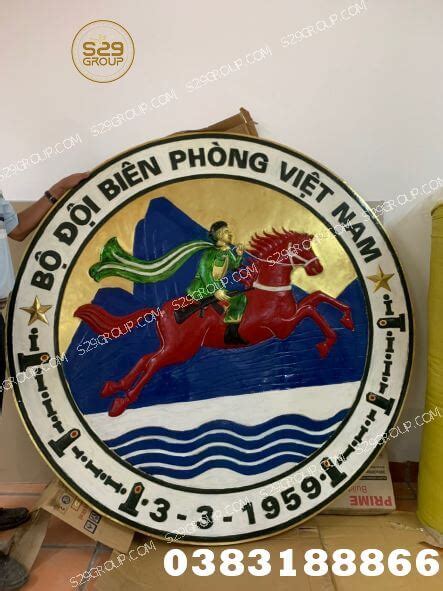 S29
GROUP
BỘ ĐỘI BIÊN PHÒNG VIỆT NAM
3-3-1959
PRIME
0383188866
S29GROUP.COM